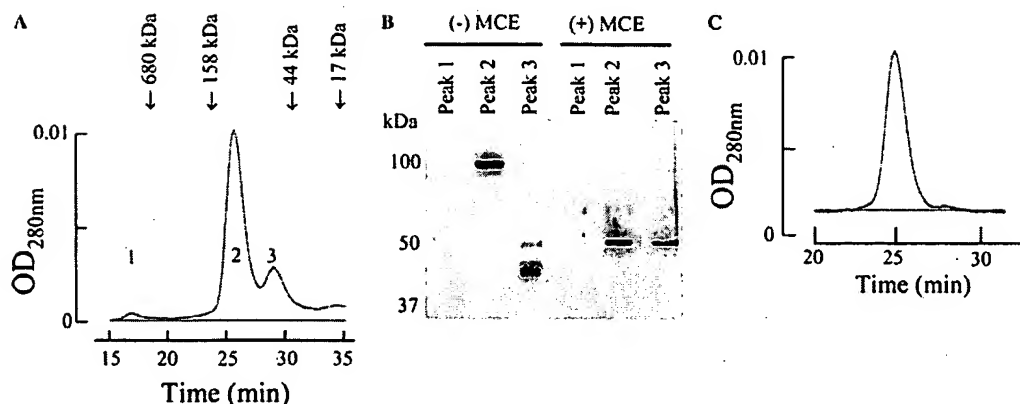 A
← 680 kDa
← 158 kDa
← 44 kDa
← 17 kDa
0.01
OD280nm
0
1
2
3
15 20 25 30 35
Time (min)
B
(-) MCE (+) MCE
Peak 1 Peak 2 Peak 3 Peak 1 Peak 2 Peak 3
kDa
100
50
37
C
0.01
OD280nm
0
20 25 30
Time (min)